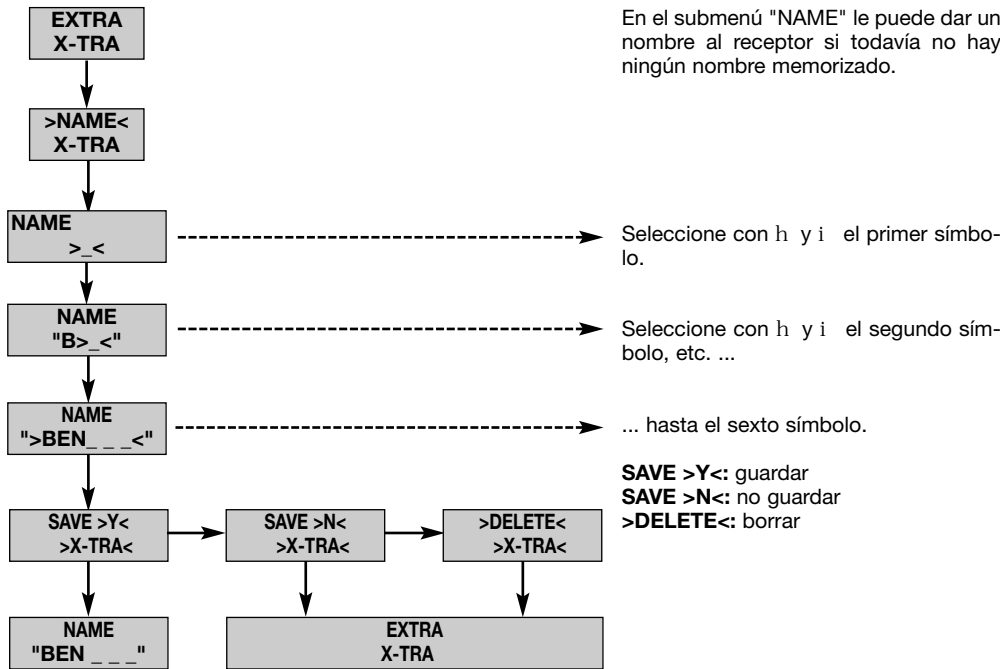 EXTRA
X-TRA
En el submenú "NAME" le puede dar un
nombre al receptor si todavía no hay
ningún nombre memorizado.
>NAME<
X-TRA
NAME
>_<
Seleccione con h y i el primer símbo-
lo.
NAME
"B>_<"
Seleccione con h y i el segundo sím-
bolo, etc. ...
NAME
">BEN_ _ _<"
... hasta el sexto símbolo.
SAVE >Y<: guardar
SAVE >N<: no guardar
>DELETE<: borrar
SAVE >Y<
>X-TRA<
SAVE >N<
>X-TRA<
>DELETE<
>X-TRA<
NAME
"BEN _ _ _"
EXTRA
X-TRA